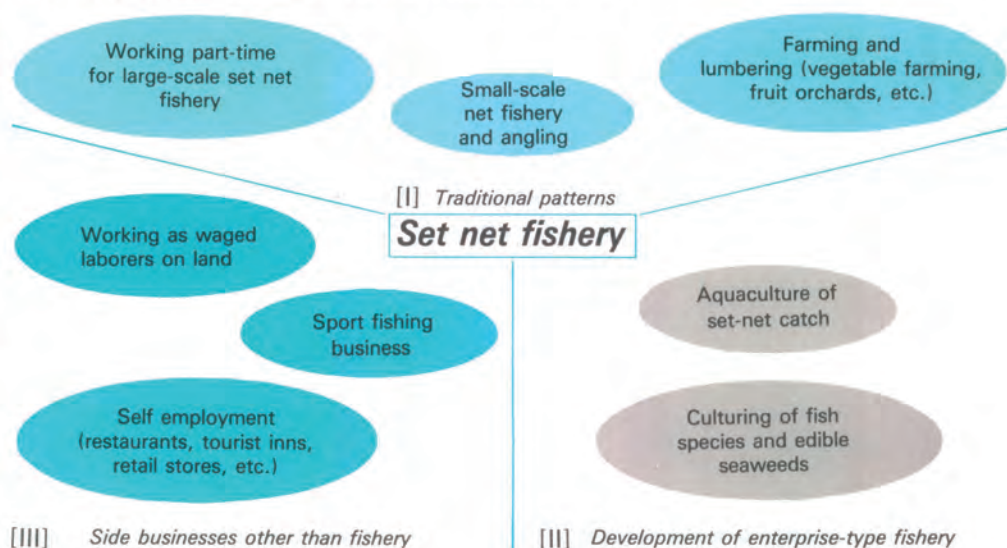 Working part-time
for large-scale set net
fishery
Small-scale
net fishery
and angling
Farming and
lumbering (vegetable farming,
fruit orchards, etc.)
[I] Traditional patterns
Set net fishery
Working as waged
laborers on land
Sport fishing
business
Self employment
(restaurants, tourist inns,
retail stores, etc.)
[III] Side businesses other than fishery
Aquaculture of
set-net catch
Culturing of fish
species and edible
seaweeds
[II] Development of enterprise-type fishery